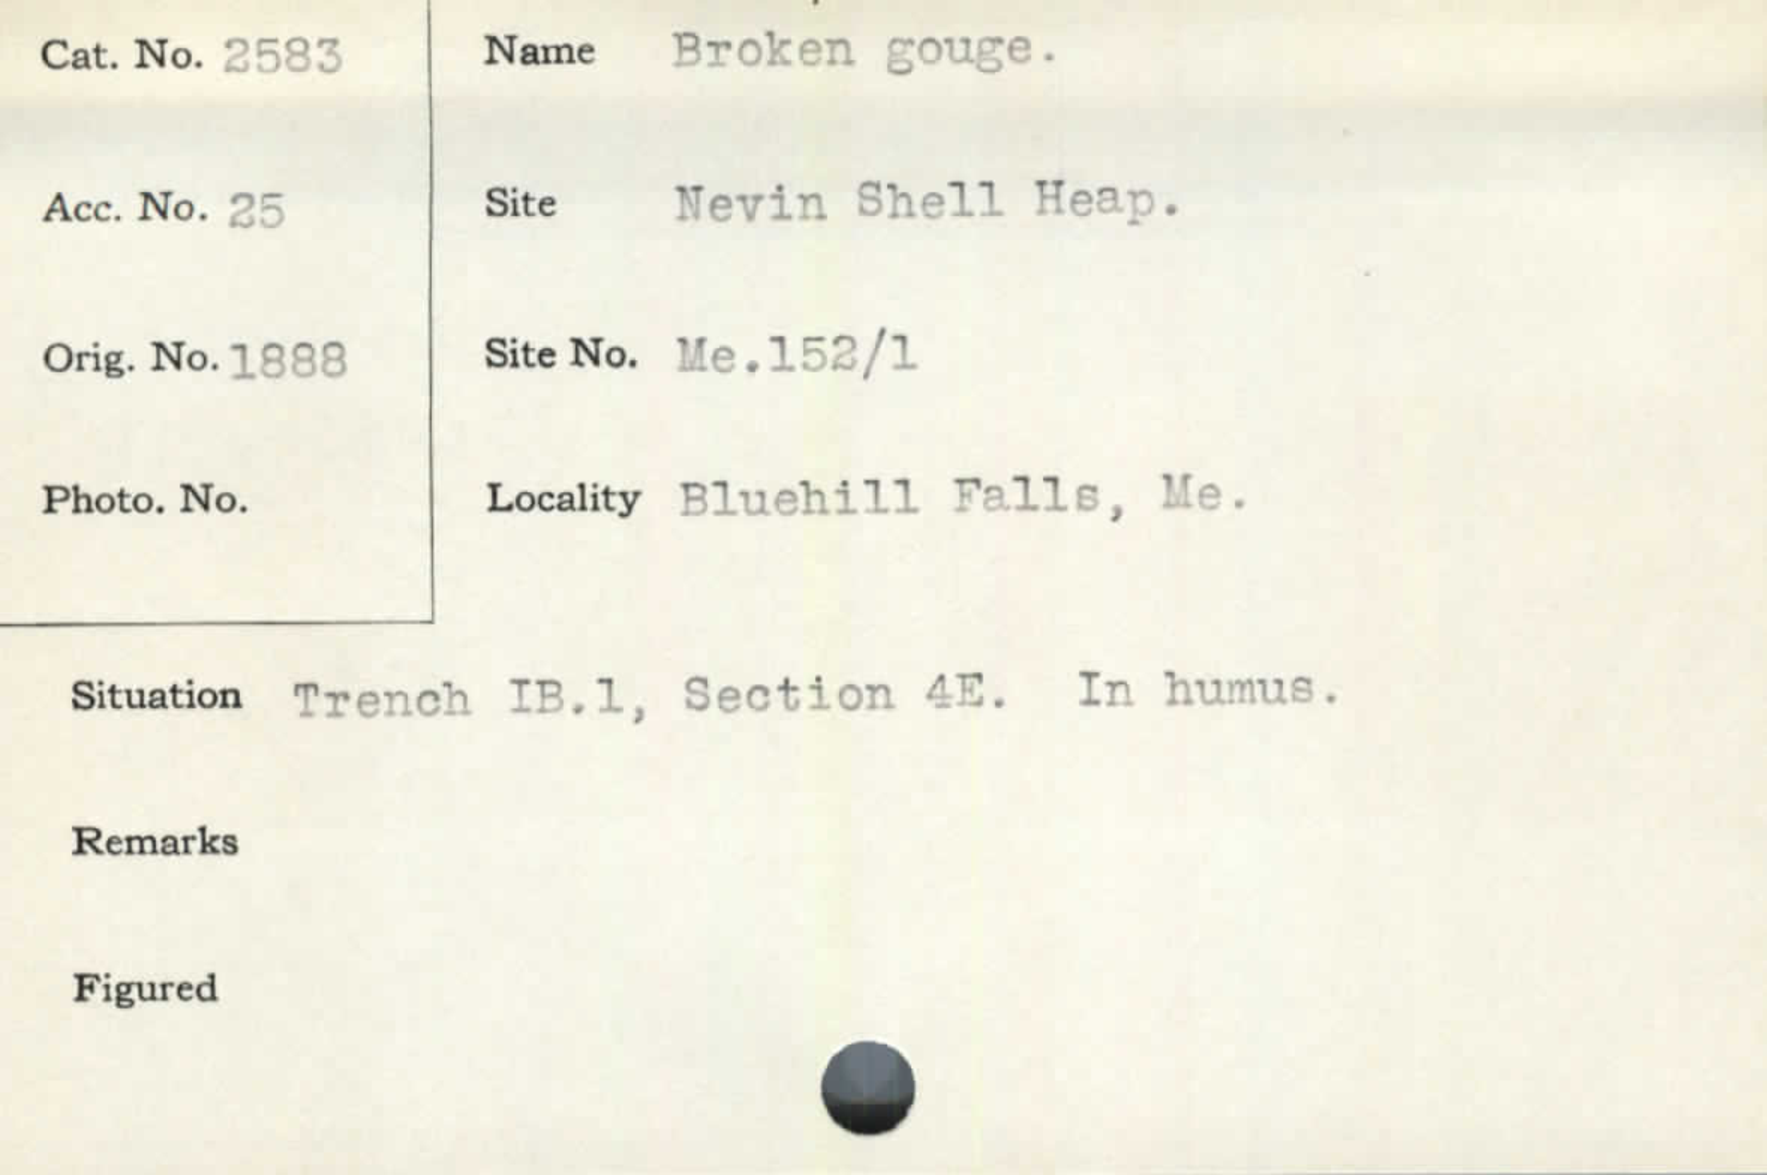 Cat. No. 2583
Name Broken gouge.
Acc. No. 25
Site Nevin Shell Heap.
Orig. No. 1888
Site No. Me.152/1
Photo. No.
Locality Bluehill Falls, Me.
Situation Trench IB.1, Section 4E. In humus.
Remarks
Figured